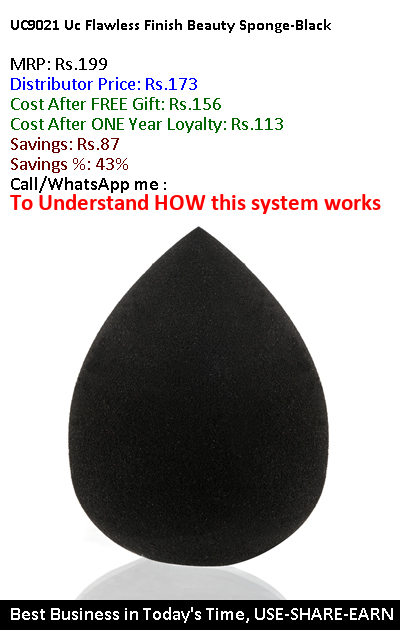 UC9021 Uc Flawless Finish Beauty Sponge-Black
MRP: Rs.199
Distributor Price: Rs.173
Cost After FREE Gift: Rs.156
Cost After ONE Year Loyalty: Rs.113
Savings: Rs.87
Savings %: 43%
Call/WhatsApp me :
To Understand HOW this system works
Best Business in Today's Time, USE-SHARE-EARN